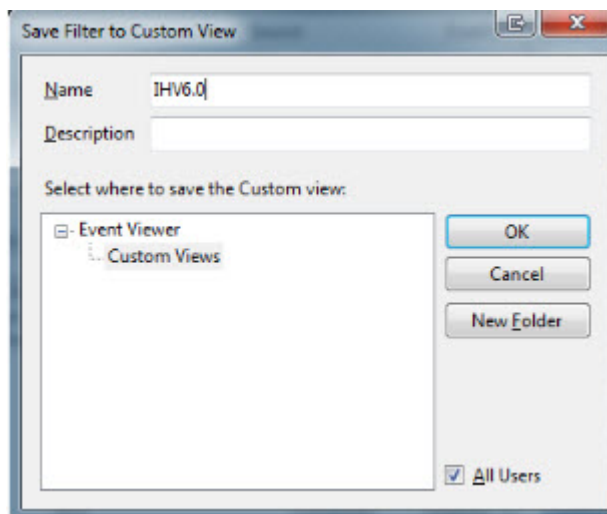 Save Filter to Custom View
Name IHV6.0
Description
Select where to save the Custom view:
Event Viewer
Custom Views
OK
Cancel
New Folder
All Users